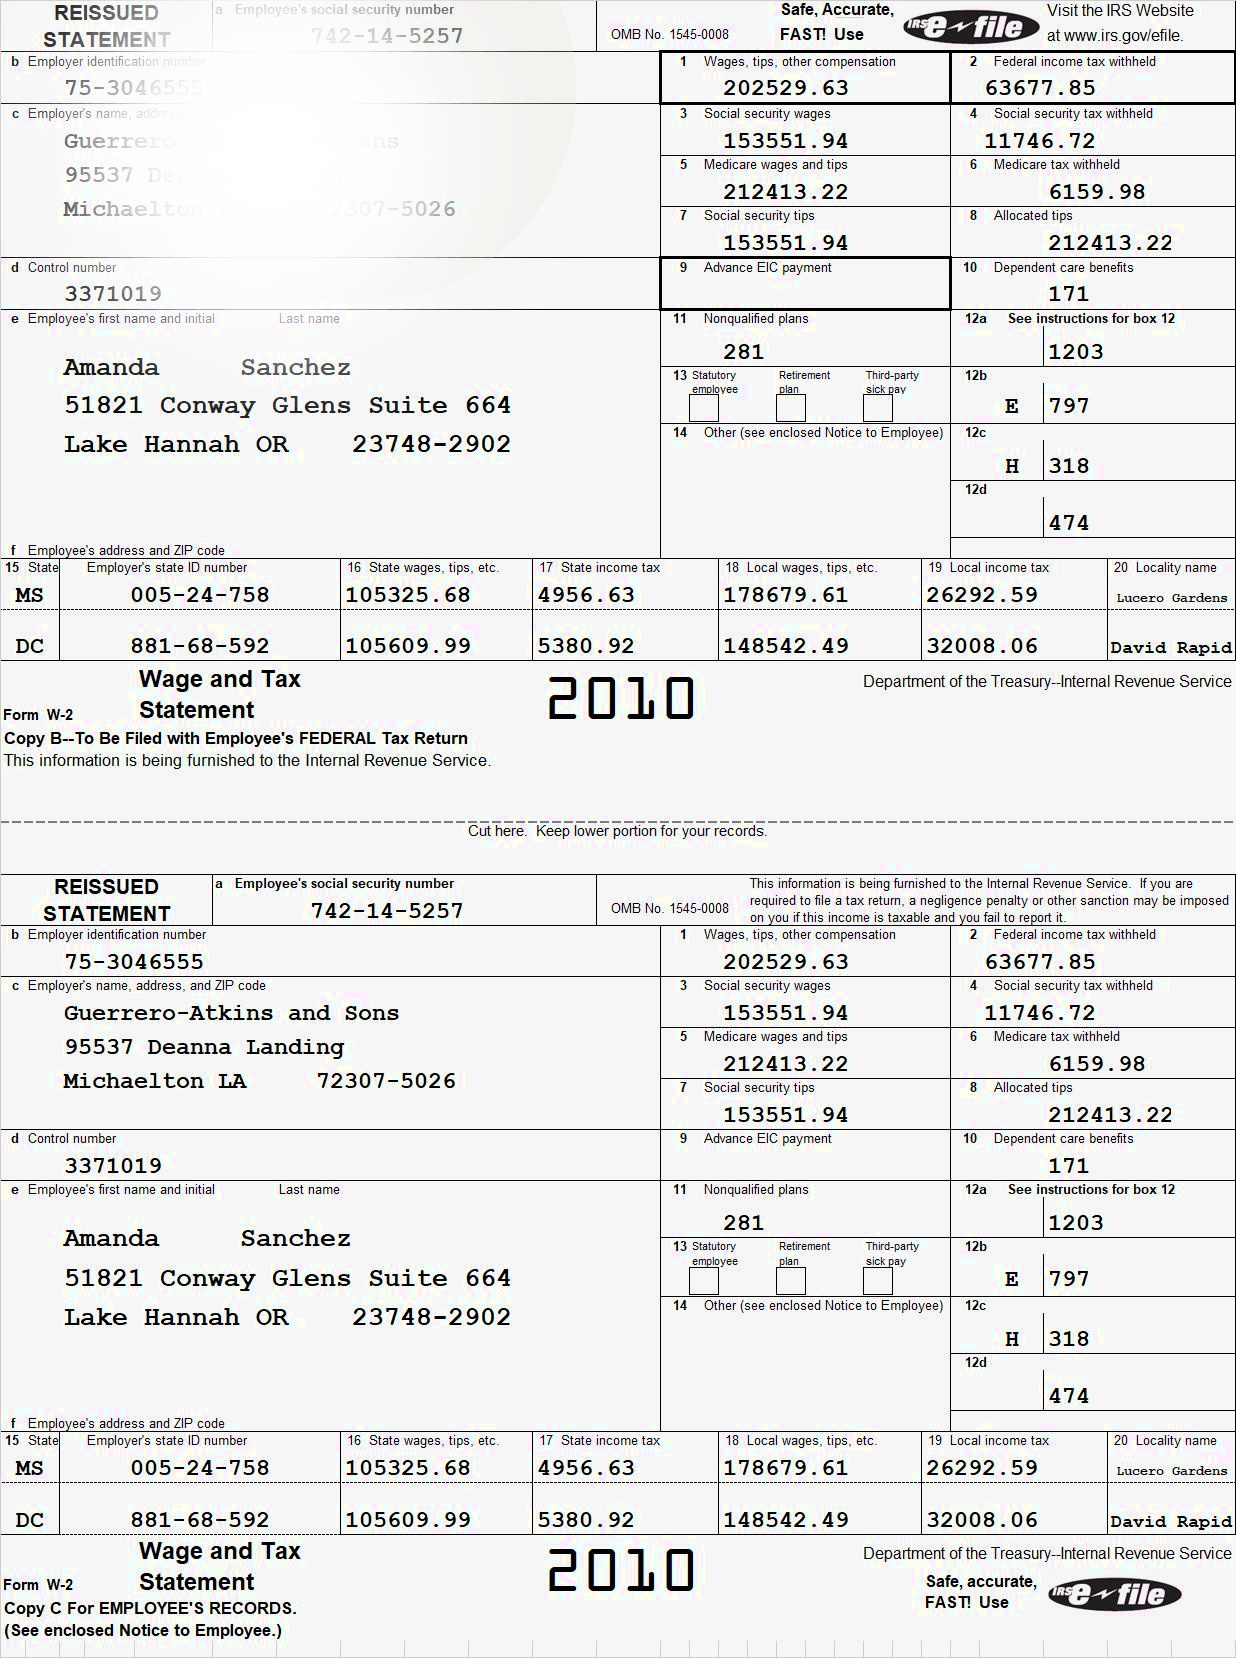 REISSUED STATEMENT
a Employee's social security number
742-14-5257
OMB No. 1545-0008
Safe, Accurate, FAST! Use
IRS e-file
Visit the IRS Website at www.irs.gov/efile.
b Employer identification number
75-3046555
1 Wages, tips, other compensation
202529.63
2 Federal income tax withheld
63677.85
c Employer's name, address,
Guerrero- Sons
95537 Deanna
Michaelton 72307-5026
3 Social security wages
153551.94
4 Social security tax withheld
11746.72
5 Medicare wages and tips
212413.22
6 Medicare tax withheld
6159.98
7 Social security tips
153551.94
8 Allocated tips
212413.22
d Control number
3371019
9 Advance EIC payment
10 Dependent care benefits
171
e Employee's first name and initial Last name
Amanda Sanchez
51821 Conway Glens Suite 664
Lake Hannah OR 23748-2902
11 Nonqualified plans
281
12a See instructions for box 12
1203
13 Statutory employee Retirement plan Third-party sick pay
12b
E 797
14 Other (see enclosed Notice to Employee)
12c
H 318
12d
474
f Employee's address and ZIP code
15 State Employer's state ID number 16 State wages, tips, etc. 17 State income tax 18 Local wages, tips, etc. 19 Local income tax 20 Locality name
MS 005-24-758 105325.68 4956.63 178679.61 26292.59 Lucero Gardens
DC 881-68-592 105609.99 5380.92 148542.49 32008.06 David Rapid
Form W-2 Wage and Tax Statement
2010
Department of the Treasury--Internal Revenue Service
Copy B--To Be Filed with Employee's FEDERAL Tax Return
This information is being furnished to the Internal Revenue Service.
Cut here. Keep lower portion for your records.
REISSUED STATEMENT
a Employee's social security number
742-14-5257
OMB No. 1545-0008
This information is being furnished to the Internal Revenue Service. If you are
required to file a tax return, a negligence penalty or other sanction may be imposed
on you if this income is taxable and you fail to report it.
b Employer identification number
75-3046555
1 Wages, tips, other compensation
202529.63
2 Federal income tax withheld
63677.85
c Employer's name, address, and ZIP code
Guerrero-Atkins and Sons
95537 Deanna Landing
Michaelton LA 72307-5026
3 Social security wages
153551.94
4 Social security tax withheld
11746.72
5 Medicare wages and tips
212413.22
6 Medicare tax withheld
6159.98
7 Social security tips
153551.94
8 Allocated tips
212413.22
d Control number
3371019
9 Advance EIC payment
10 Dependent care benefits
171
e Employee's first name and initial Last name
Amanda Sanchez
51821 Conway Glens Suite 664
Lake Hannah OR 23748-2902
11 Nonqualified plans
281
12a See instructions for box 12
1203
13 Statutory employee Retirement plan Third-party sick pay
12b
E 797
14 Other (see enclosed Notice to Employee)
12c
H 318
12d
474
f Employee's address and ZIP code
15 State Employer's state ID number 16 State wages, tips, etc. 17 State income tax 18 Local wages, tips, etc. 19 Local income tax 20 Locality name
MS 005-24-758 105325.68 4956.63 178679.61 26292.59 Lucero Gardens
DC 881-68-592 105609.99 5380.92 148542.49 32008.06 David Rapid
Form W-2 Wage and Tax Statement
2010
Department of the Treasury--Internal Revenue Service
Safe, accurate, FAST! Use
IRS e-file
Copy C For EMPLOYEE'S RECORDS.
(See enclosed Notice to Employee.)